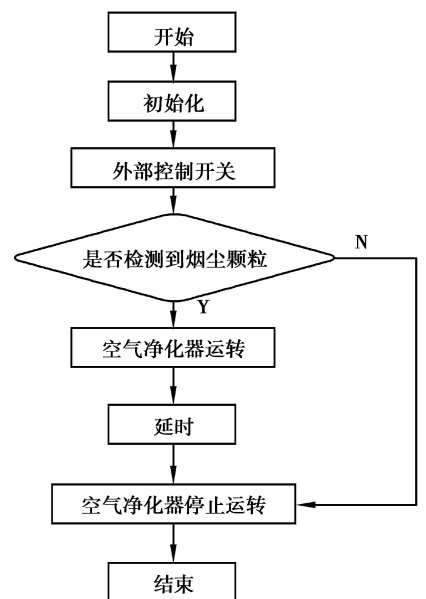 开始
初始化
外部控制开关
是否检测到烟尘颗粒
N
Y
空气净化器运转
延时
空气净化器停止运转
结束